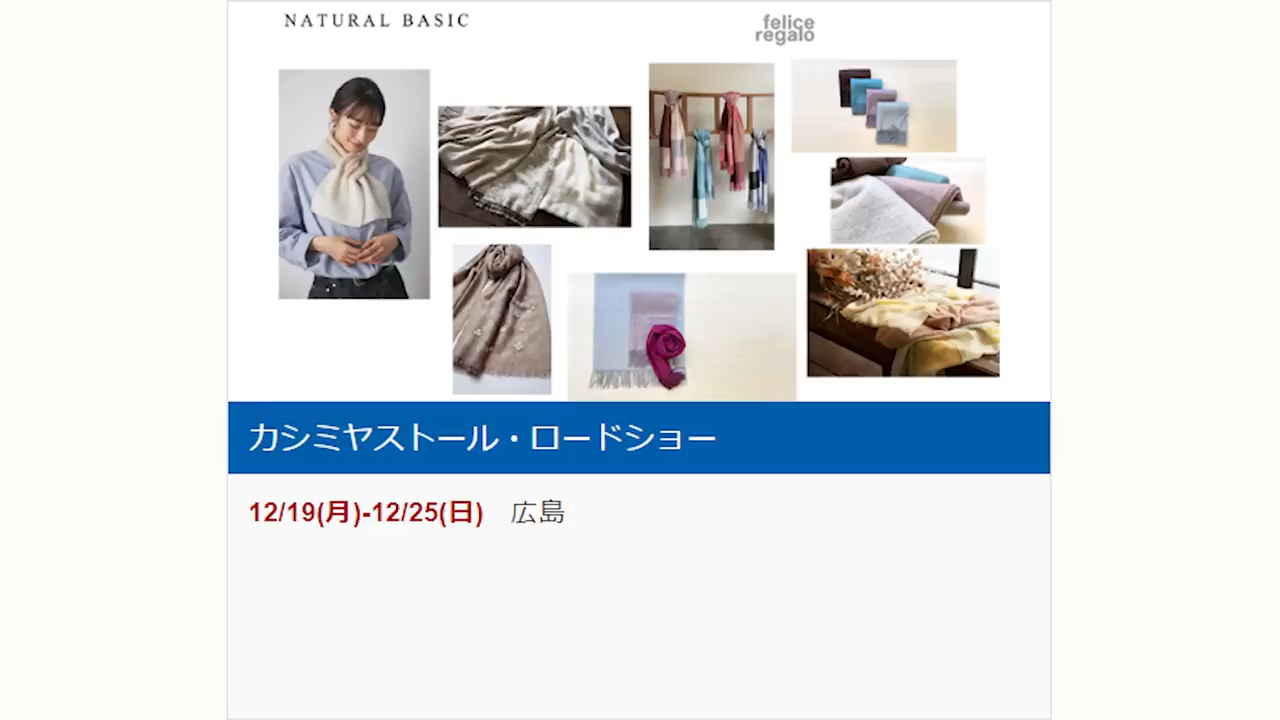 NATURAL BASIC
felice
regalo
カシミヤストール・ロードショー
12/19(月)-12/25(日)　広島